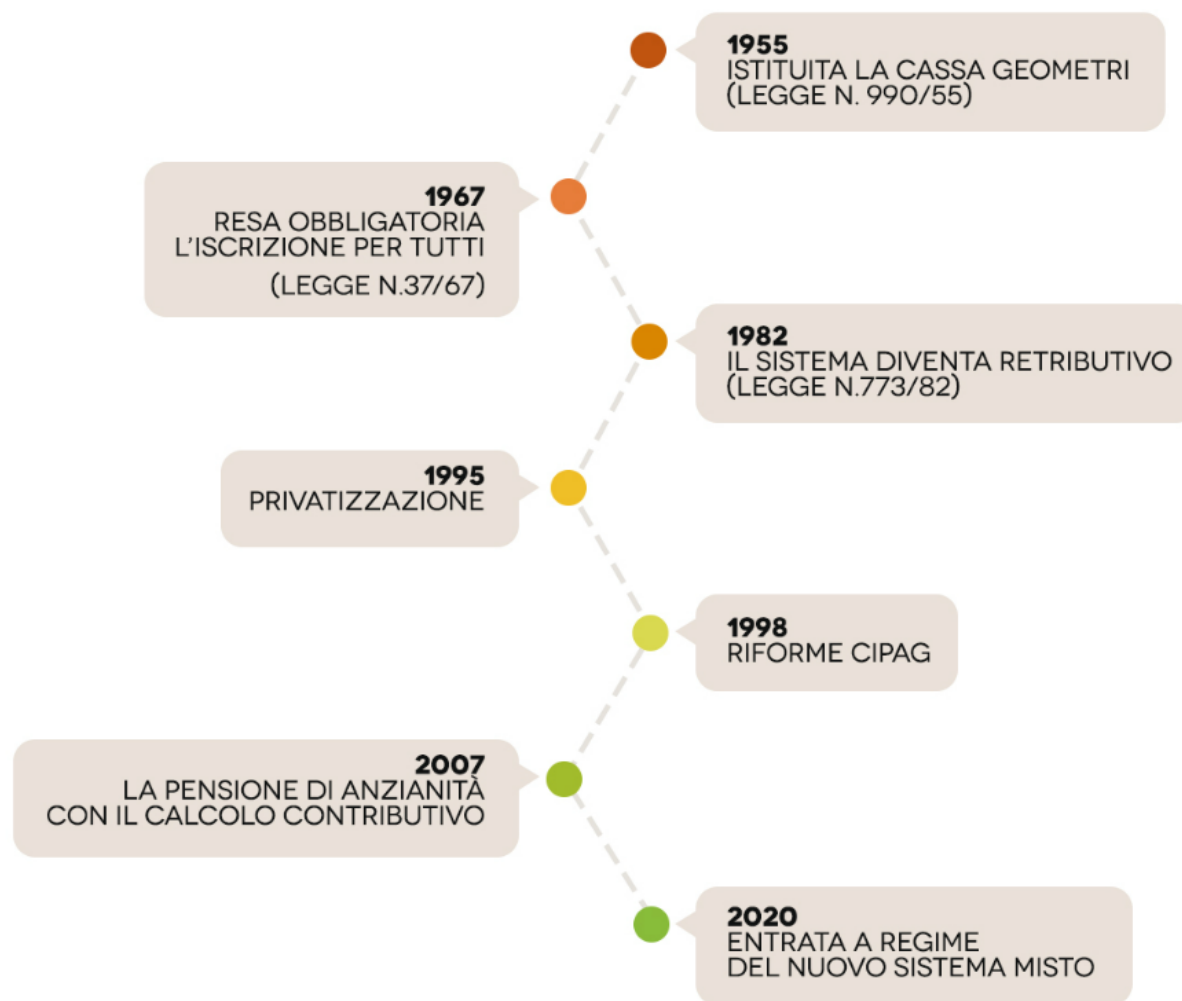 1955
ISTITUITA LA CASSA GEOMETRI
(LEGGE N. 990/55)
1967
RESA OBBLIGATORIA
L'ISCRIZIONE PER TUTTI
(LEGGE N.37/67)
1982
IL SISTEMA DIVENTA RETRIBUTIVO
(LEGGE N.773/82)
1995
PRIVATIZZAZIONE
1998
RIFORME CIPAG
2007
LA PENSIONE DI ANZIANITÀ
CON IL CALCOLO CONTRIBUTIVO
2020
ENTRATA A REGIME
DEL NUOVO SISTEMA MISTO